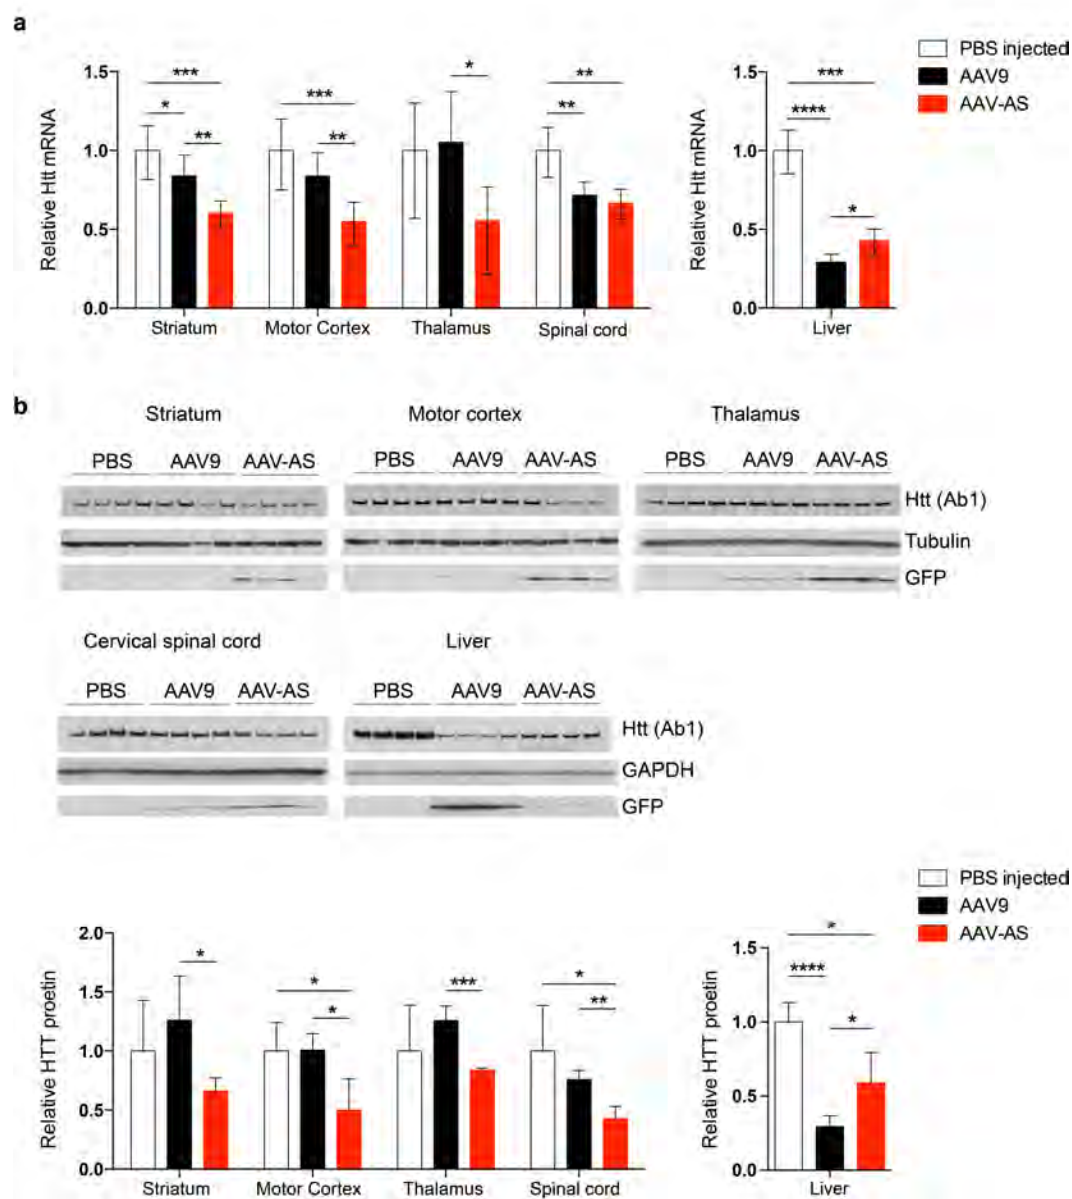 a
PBS injected
AAV9
AAV-AS
Relative Htt mRNA
1.5
1.0
0.5
0.0
*** * **
*** **
*
** **
Striatum Motor Cortex Thalamus Spinal cord
Relative Htt mRNA
1.5
1.0
0.5
0.0
***
****
*
Liver
b
Striatum Motor cortex Thalamus
PBS AAV9 AAV-AS PBS AAV9 AAV-AS PBS AAV9 AAV-AS
Htt (Ab1)
Tubulin
GFP
Cervical spinal cord Liver
PBS AAV9 AAV-AS PBS AAV9 AAV-AS
Htt (Ab1)
GAPDH
GFP
PBS injected
AAV9
AAV-AS
Relative HTT proetin
2.0
1.5
1.0
0.5
0.0
*
* *
***
* **
Striatum Motor Cortex Thalamus Spinal cord
Relative HTT protein
1.5
1.0
0.5
0.0
*
****
*
Liver